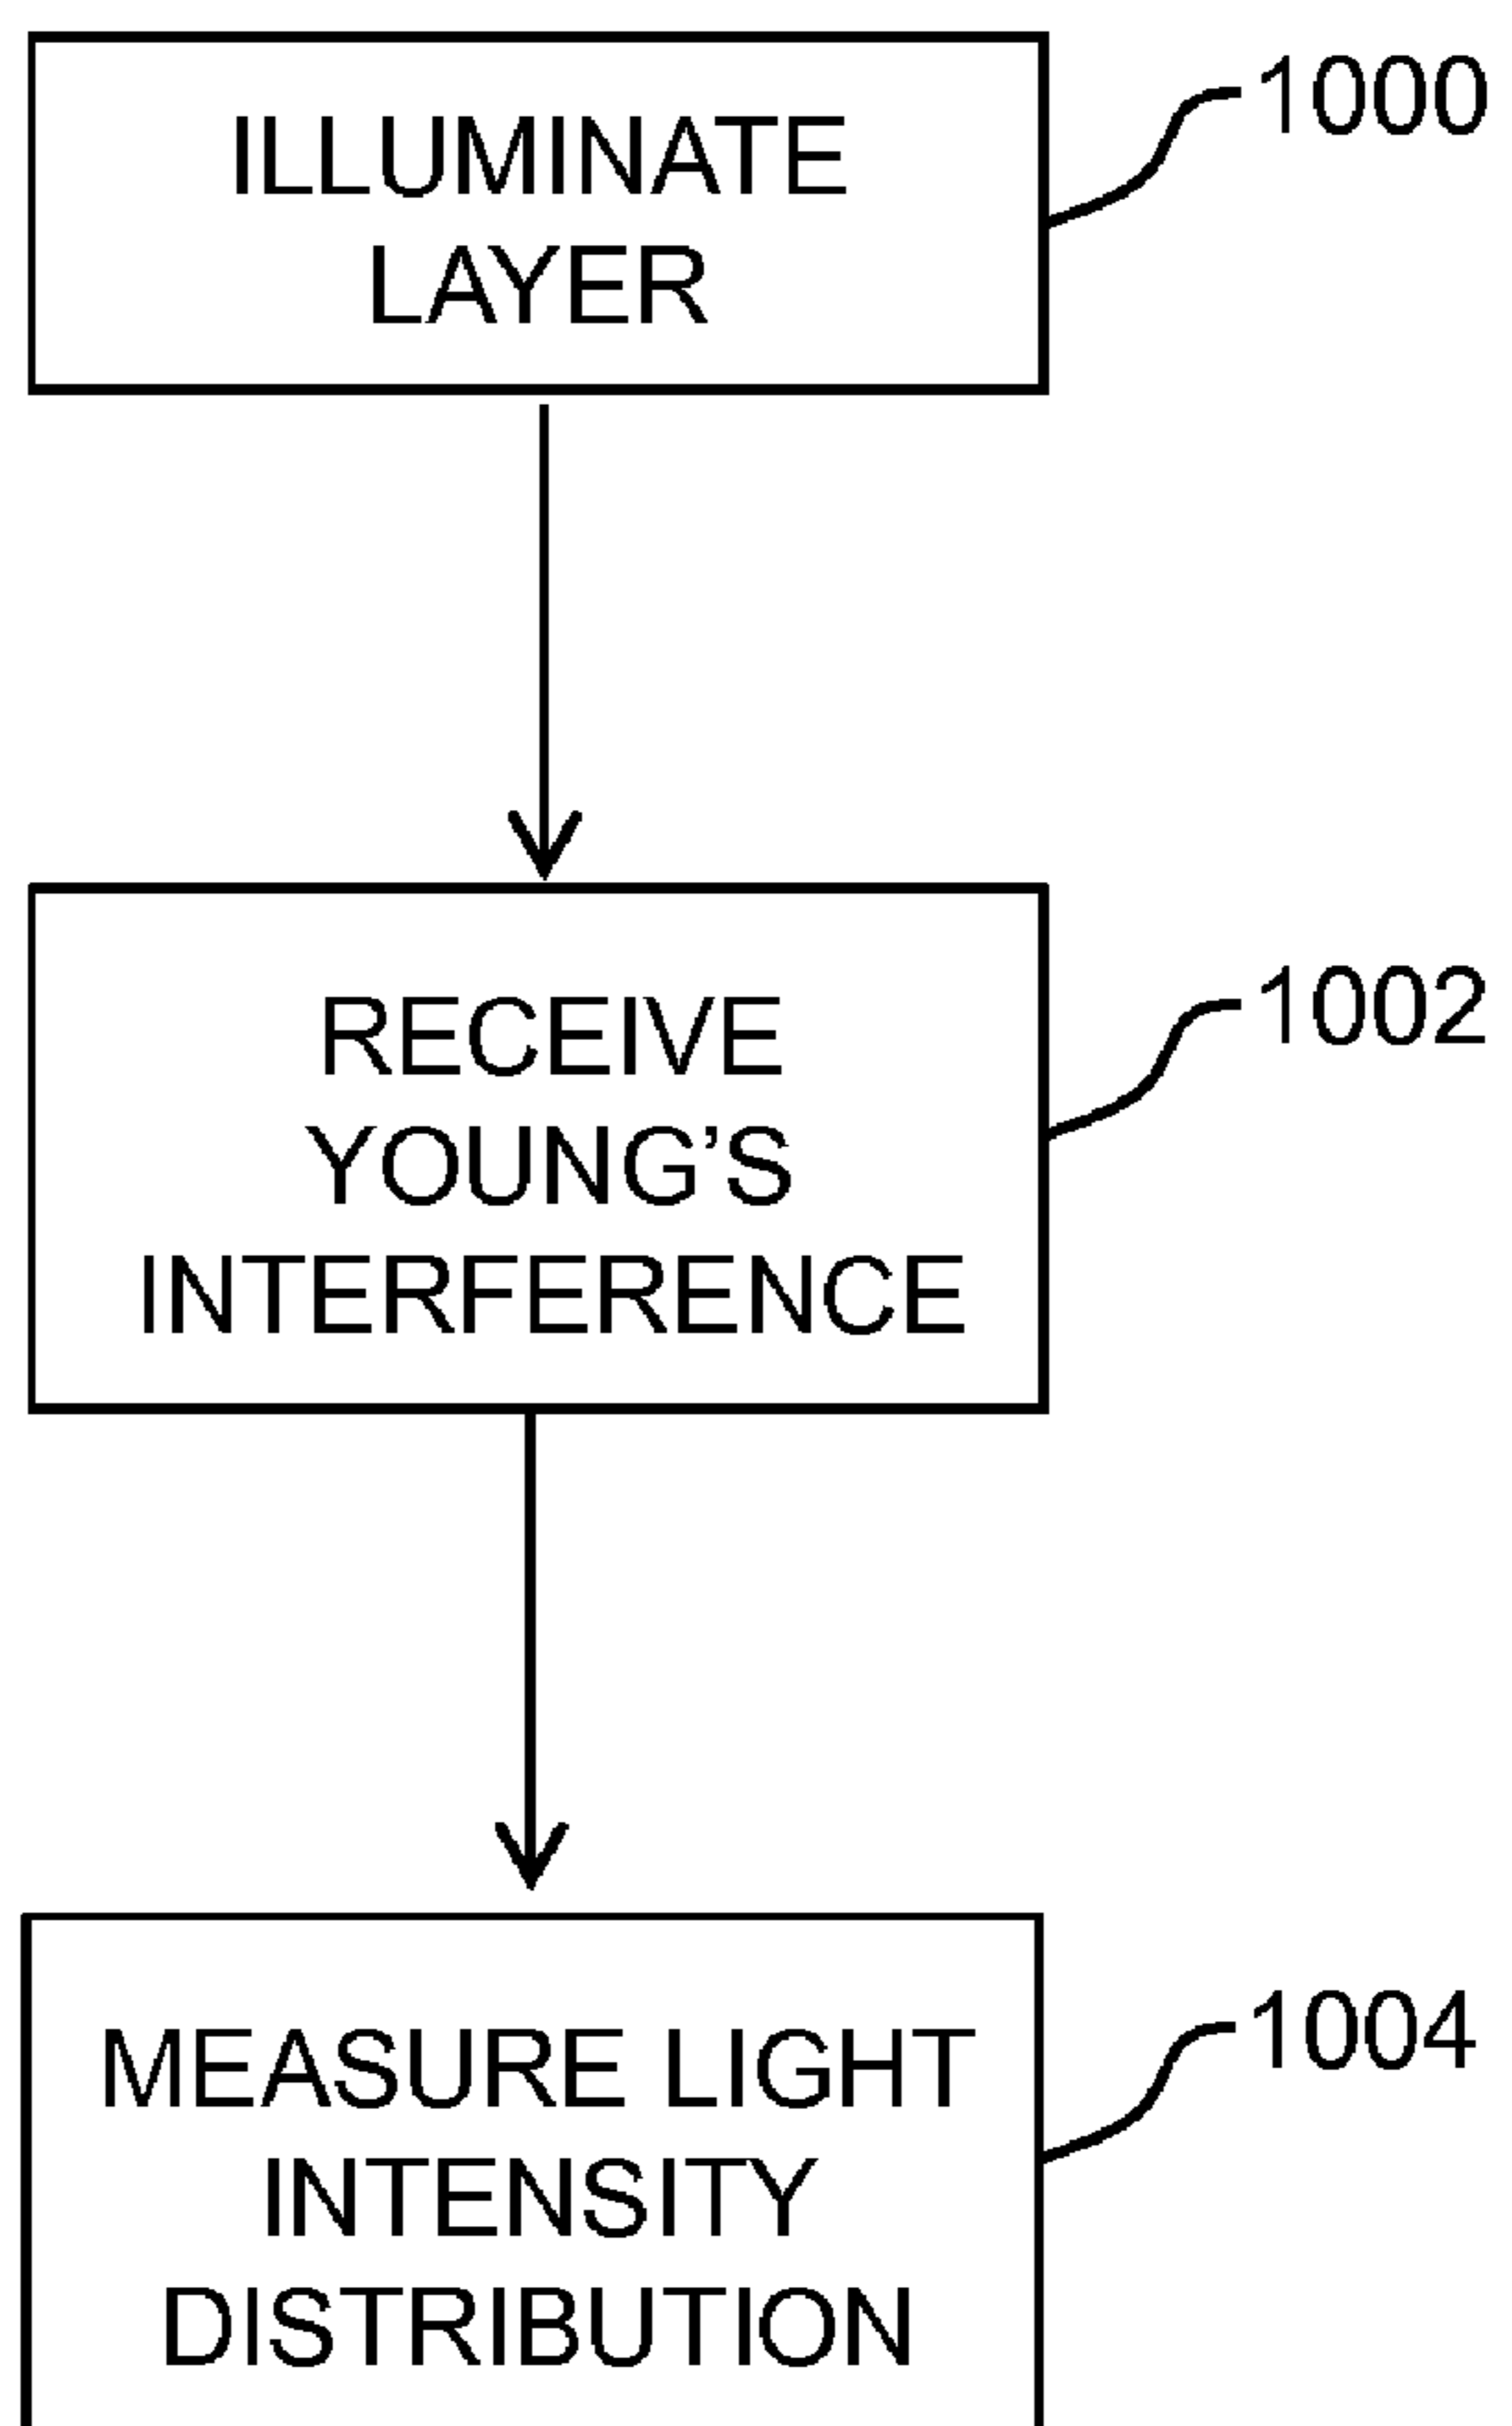 ILLUMINATE
LAYER
1000
RECEIVE
YOUNG’S
INTERFERENCE
1002
MEASURE LIGHT
INTENSITY
DISTRIBUTION
1004